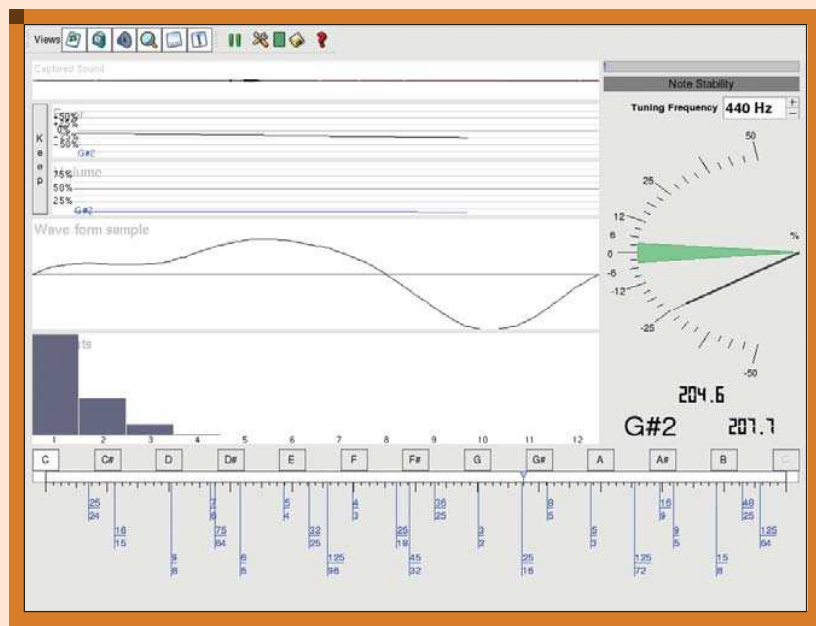 Views
Captured Sound
Note Stability
Tuning Frequency 440 Hz + -
Keep
+50%
+25%
0%
-25%
-50%
G#2
Volume
75%
50%
25%
G#2
Wave form sample
1 2 3 4 5 6 7 8 9 10 11 12
50
25
12
6
0
-6
-12
-25
-50
%
204.6
G#2 207.7
C C# D D# E F F# G G# A A# B C
25/24 7/6 5/4 4/3 36/25 8/5 16/9 48/25
16/15 75/64 32/25 25/18 3/2 5/3 9/5 125/64
9/8 6/5 125/96 45/32 25/16 125/72 15/8